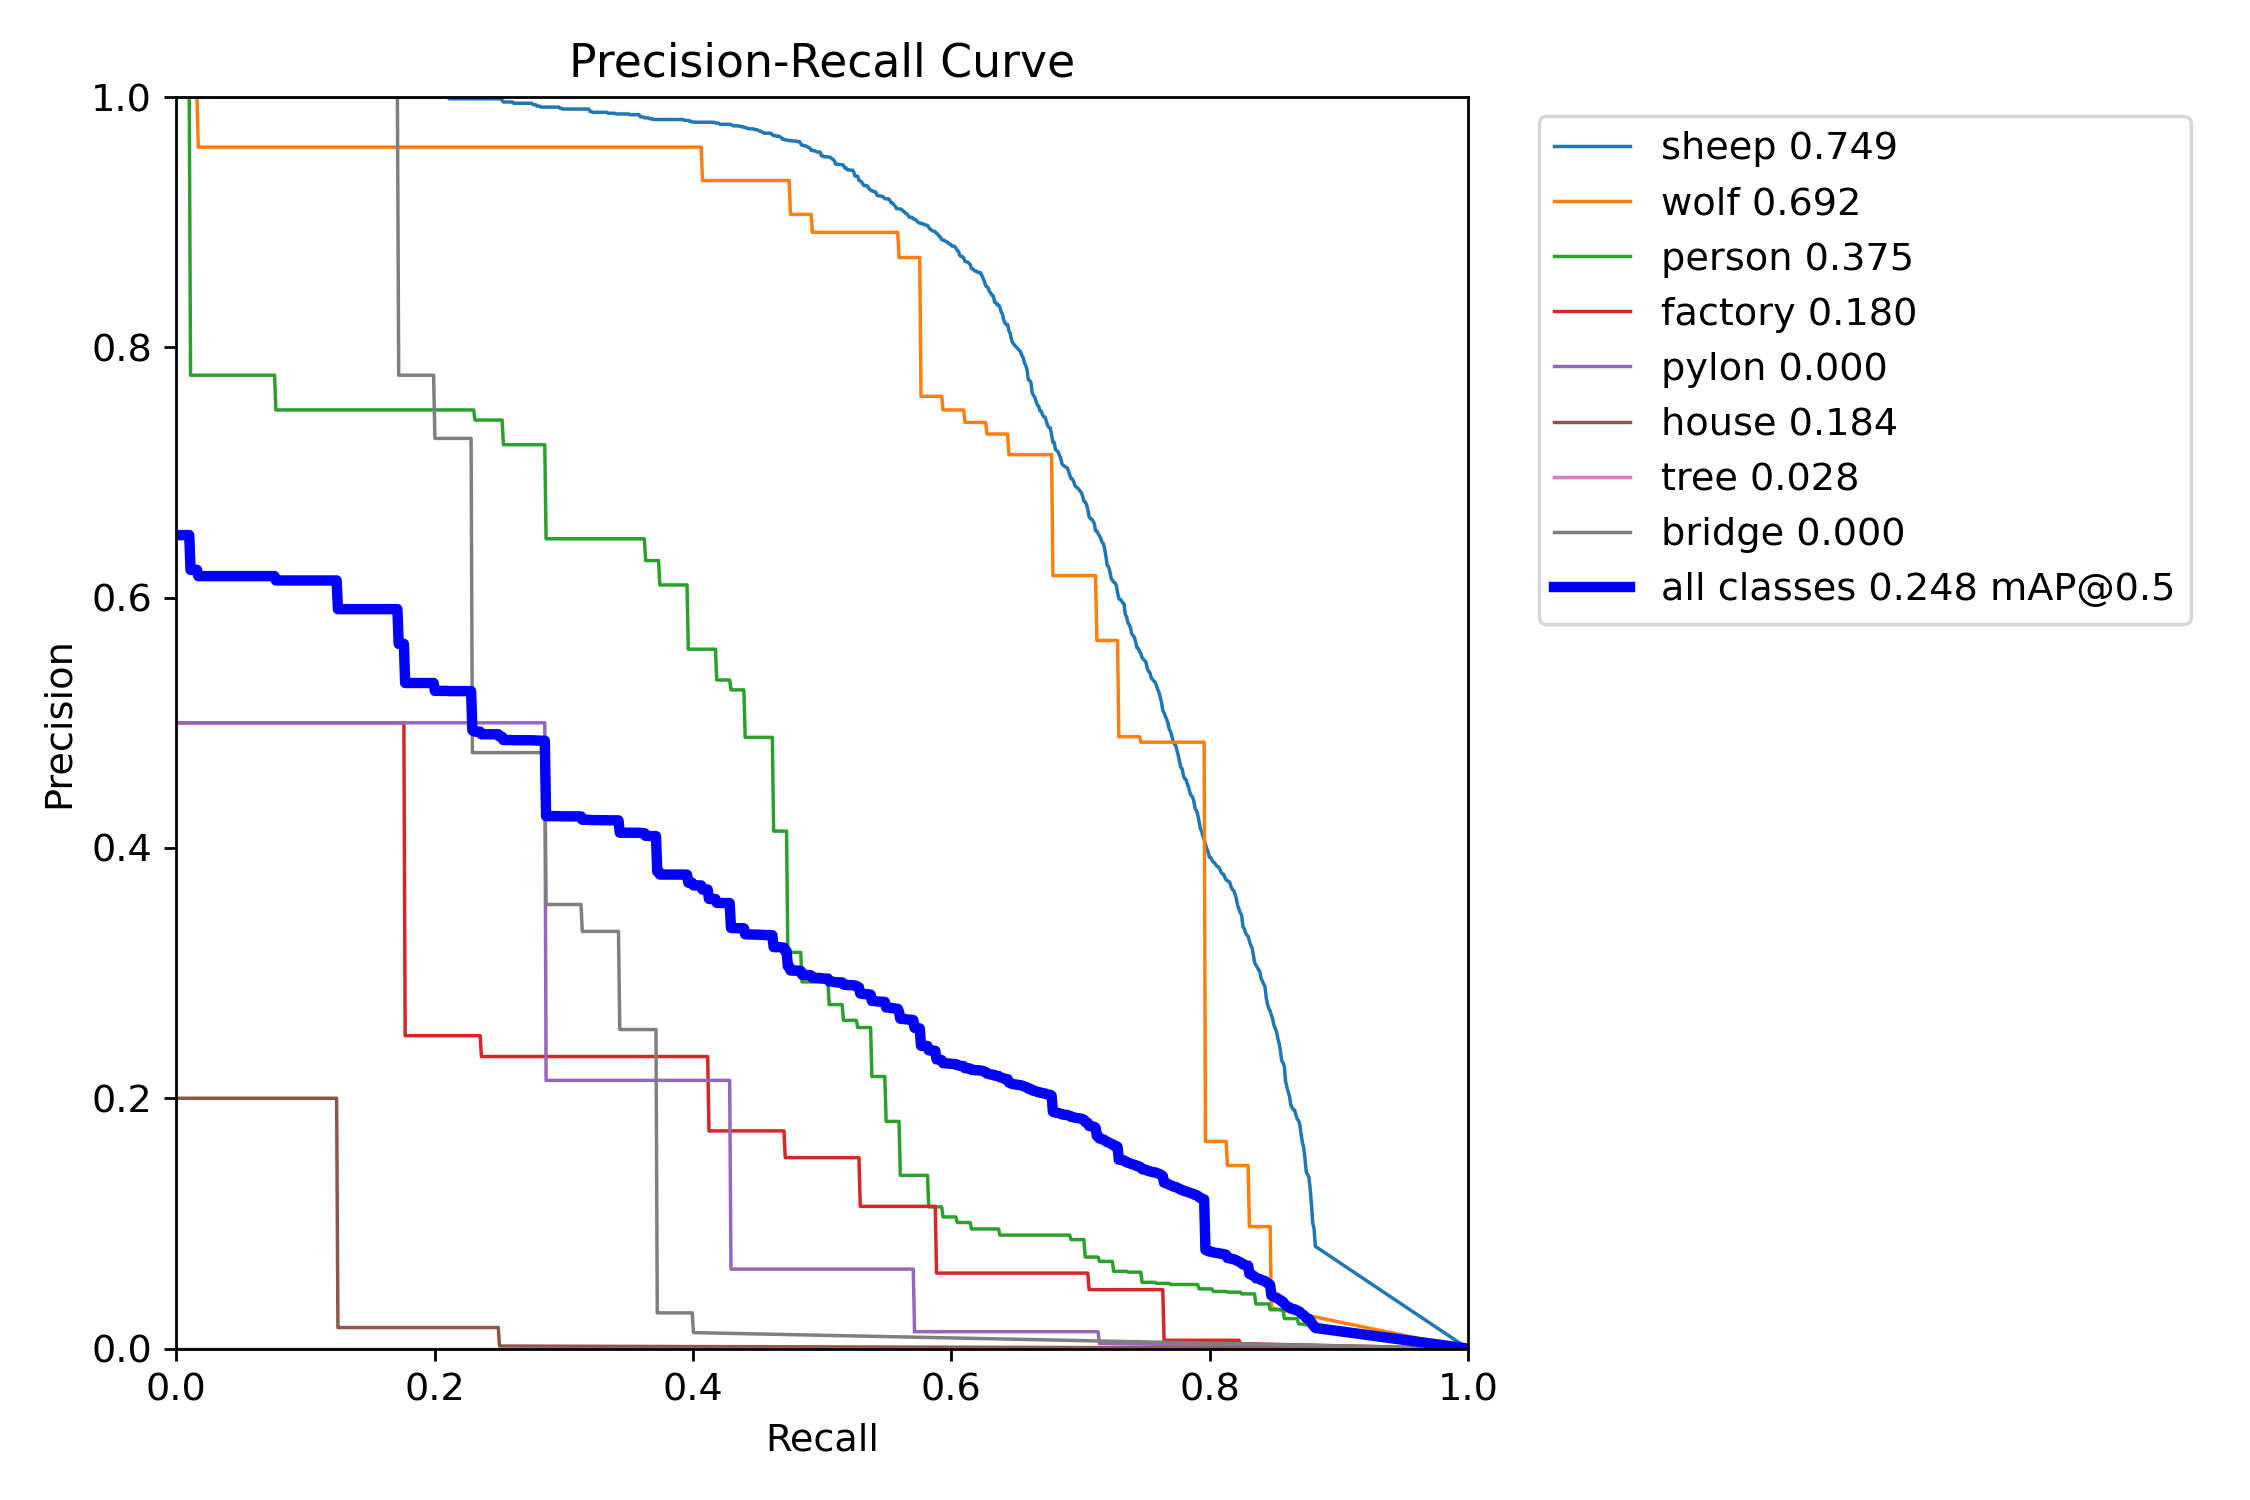 Precision-Recall Curve
1.0
0.8
0.6
0.4
0.2
0.0
Precision
0.0 0.2 0.4 0.6 0.8 1.0
Recall
sheep 0.749
wolf 0.692
person 0.375
factory 0.180
pylon 0.000
house 0.184
tree 0.028
bridge 0.000
all classes 0.248 mAP@0.5